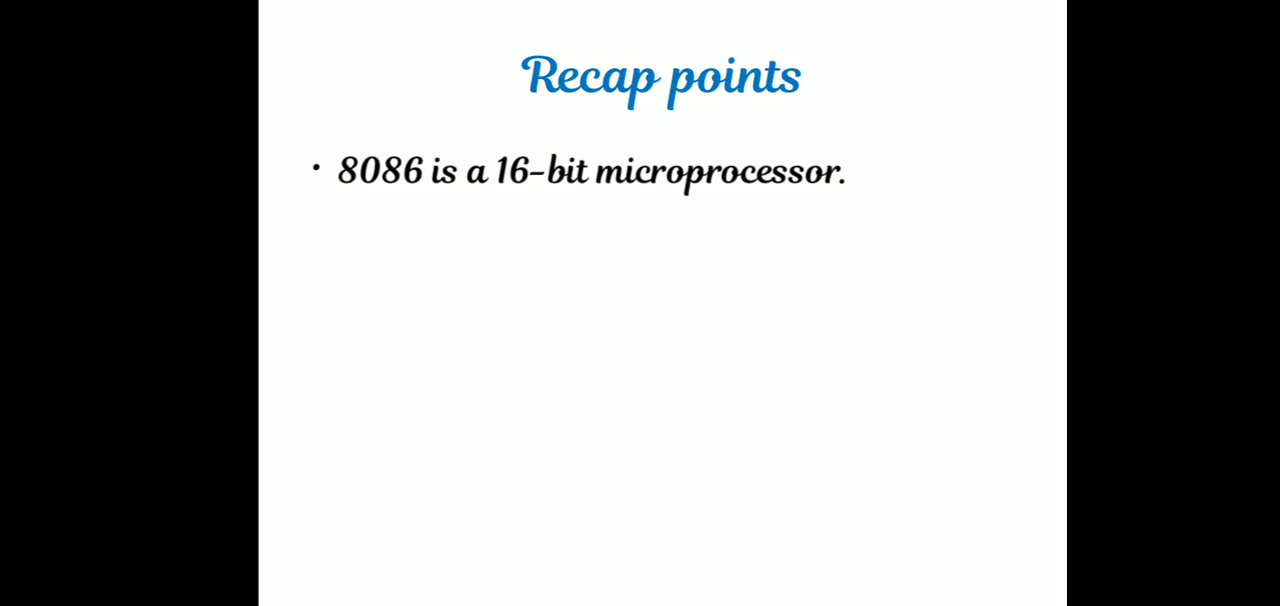 Recap points
• 8086 is a 16-bit microprocessor.